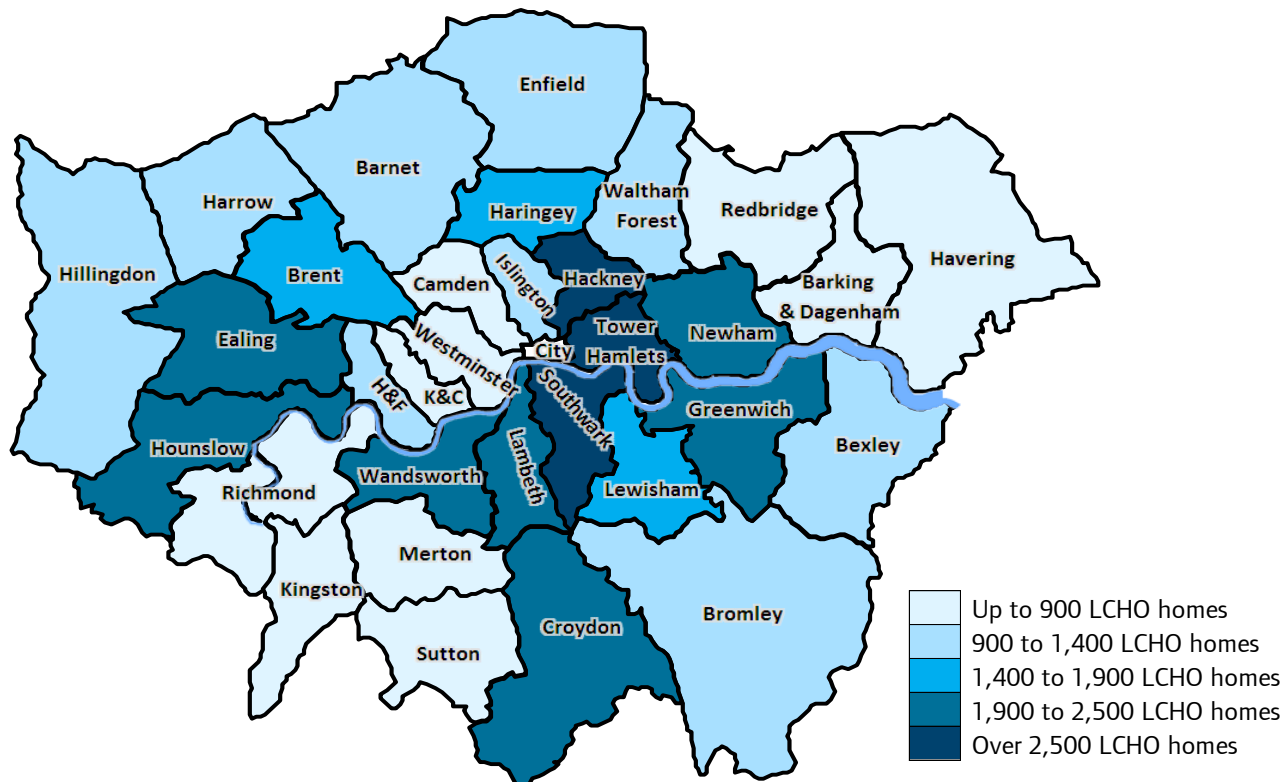 Enfield
Barnet
Harrow
Haringey
Waltham
Forest
Redbridge
Havering
Hillingdon
Brent
Camden
Islington
Hackney
Barking
& Dagenham
Ealing
Westminster
City
Tower
Hamlets
Newham
H&F
K&C
Southwark
Greenwich
Hounslow
Bexley
Richmond
Wandsworth
Lambeth
Lewisham
Merton
Kingston
Sutton
Croydon
Bromley
Up to 900 LCHO homes
900 to 1,400 LCHO homes
1,400 to 1,900 LCHO homes
1,900 to 2,500 LCHO homes
Over 2,500 LCHO homes